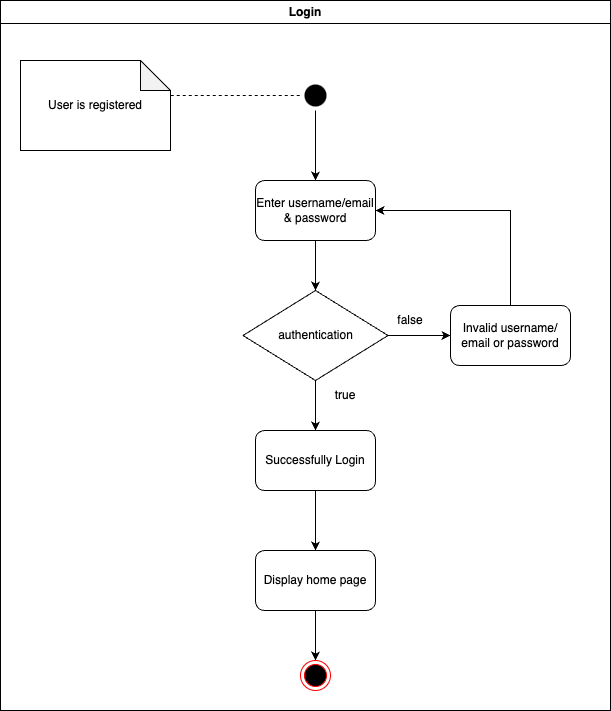 Login
User is registered
Enter username/email
& password
authentication
false
Invalid username/
email or password
true
Successfully Login
Display home page